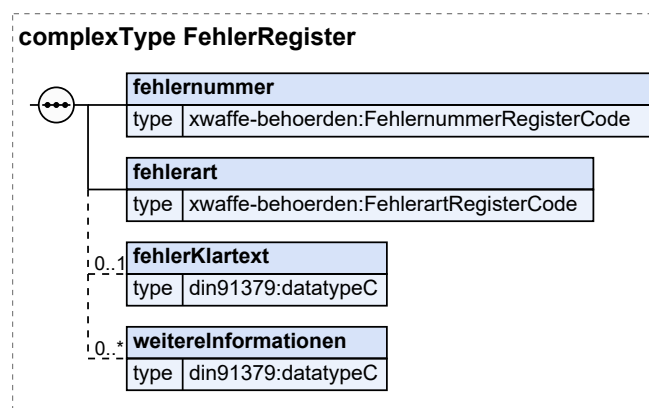 complexType FehlerRegister
fehlernummer
type xwaffe-behoerden:FehlernummerRegisterCode
fehlerart
type xwaffe-behoerden:FehlerartRegisterCode
0..1 fehlerKlartext
type din91379:datatypeC
0..* weitereInformationen
type din91379:datatypeC